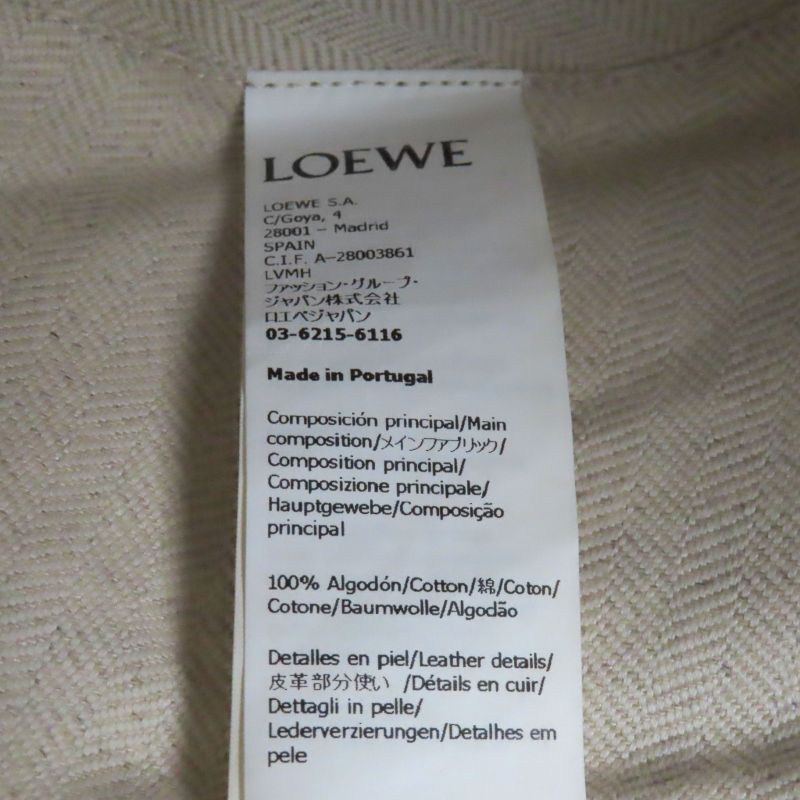 LOEWE
LOEWE S.A.
C/Goya, 4
28001 – Madrid
SPAIN
C.I.F. A-28003861
LVMH
ファッション・グループ・
ジャパン株式会社
ロエベジャパン
03-6215-6116
Made in Portugal
Composición principal/Main
composition/メインファブリック/
Composition principal/
Composizione principale/
Hauptgewebe/Composição
principal
100% Algodón/Cotton/綿/Coton/
Cotone/Baumwolle/Algodão
Detalles en piel/Leather details/
皮革部分使い /Détails en cuir/
Dettagli in pelle/
Lederverzierungen/Detalhes em
pele